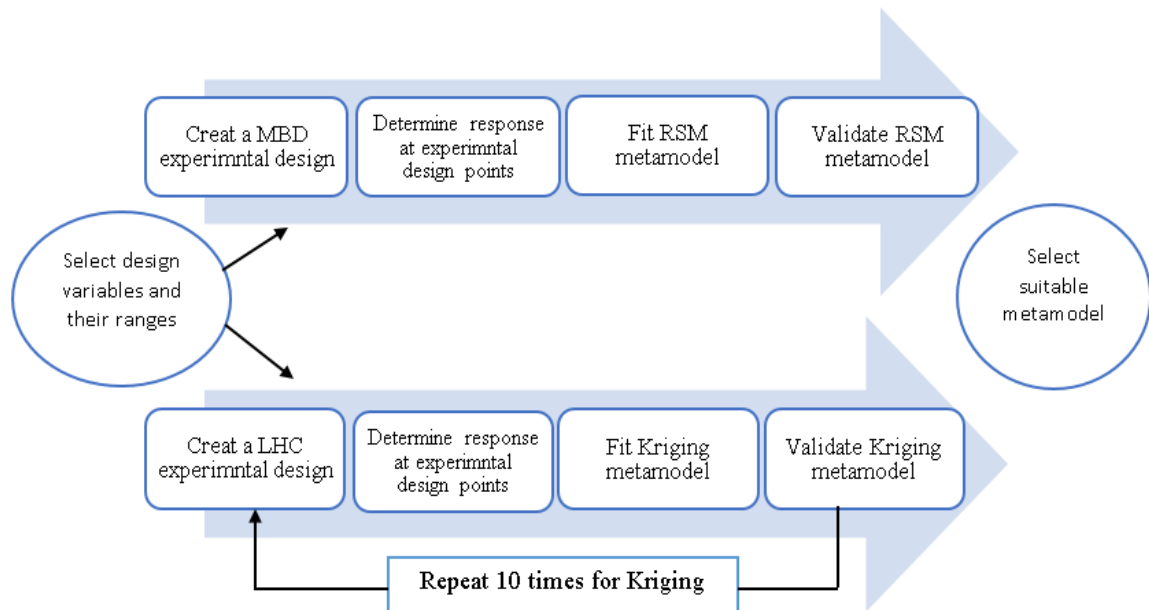 Select design
variables and
their ranges
Creat a MBD
experimntal design
Determine response
at experimntal
design points
Fit RSM
metamodel
Validate RSM
metamodel
Creat a LHC
experimntal design
Determine response
at experimntal
design points
Fit Kriging
metamodel
Validate Kriging
metamodel
Repeat 10 times for Kriging
Select
suitable
metamodel